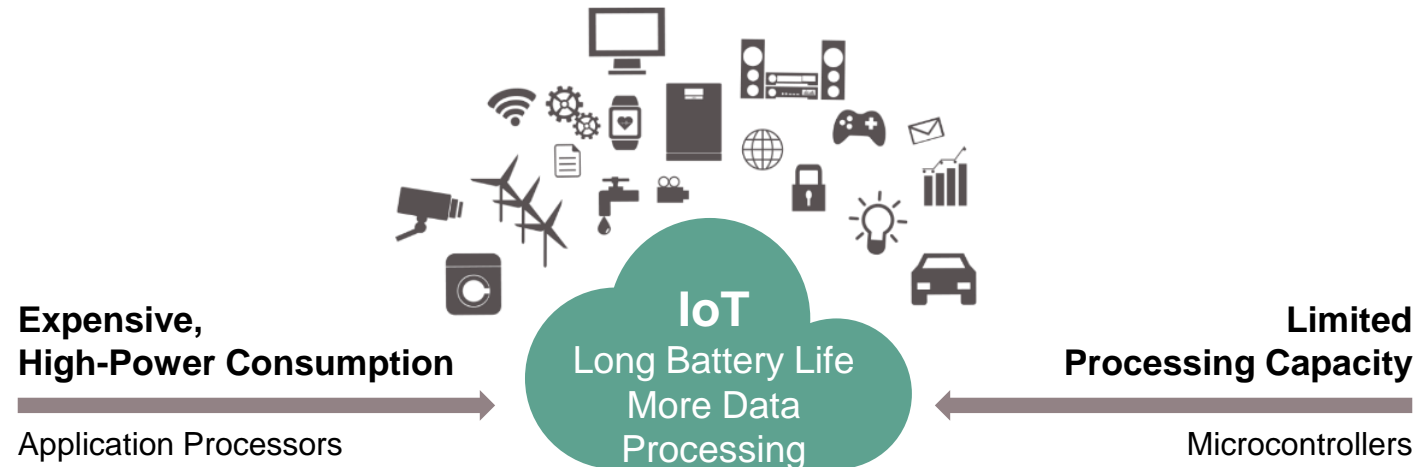 Expensive,
High-Power Consumption
Application Processors
IoT
Long Battery Life
More Data
Processing
Limited
Processing Capacity
Microcontrollers